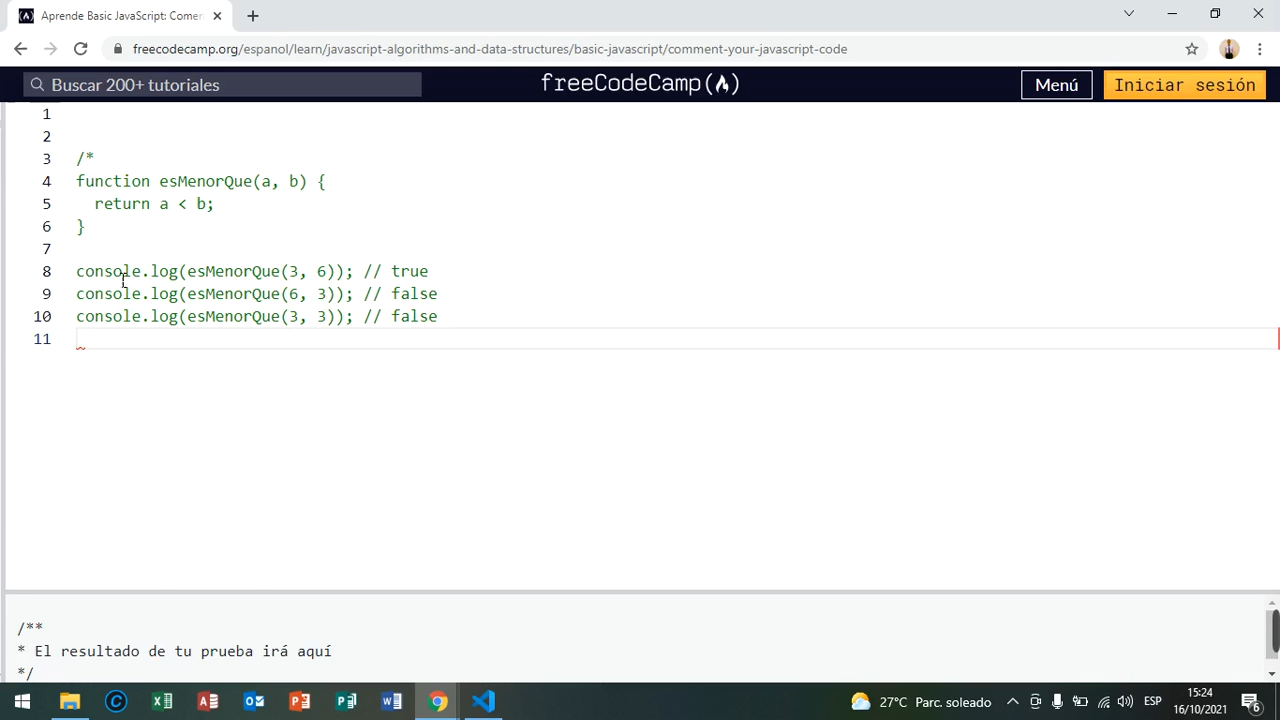 Aprende Basic JavaScript: Comen
freecodecamp.org/espanol/learn/javascript-algorithms-and-data-structures/basic-javascript/comment-your-javascript-code
Buscar 200+ tutoriales
freeCodeCamp
Menú
Iniciar sesión
1
2
3 /*
4 function esMenorQue(a, b) {
5 return a < b;
6 }
7
8 console.log(esMenorQue(3, 6)); // true
9 console.log(esMenorQue(6, 3)); // false
10 console.log(esMenorQue(3, 3)); // false
11
/**
* El resultado de tu prueba irá aquí
*/
27°C Parc. soleado
ESP
15:24
16/10/2021
6